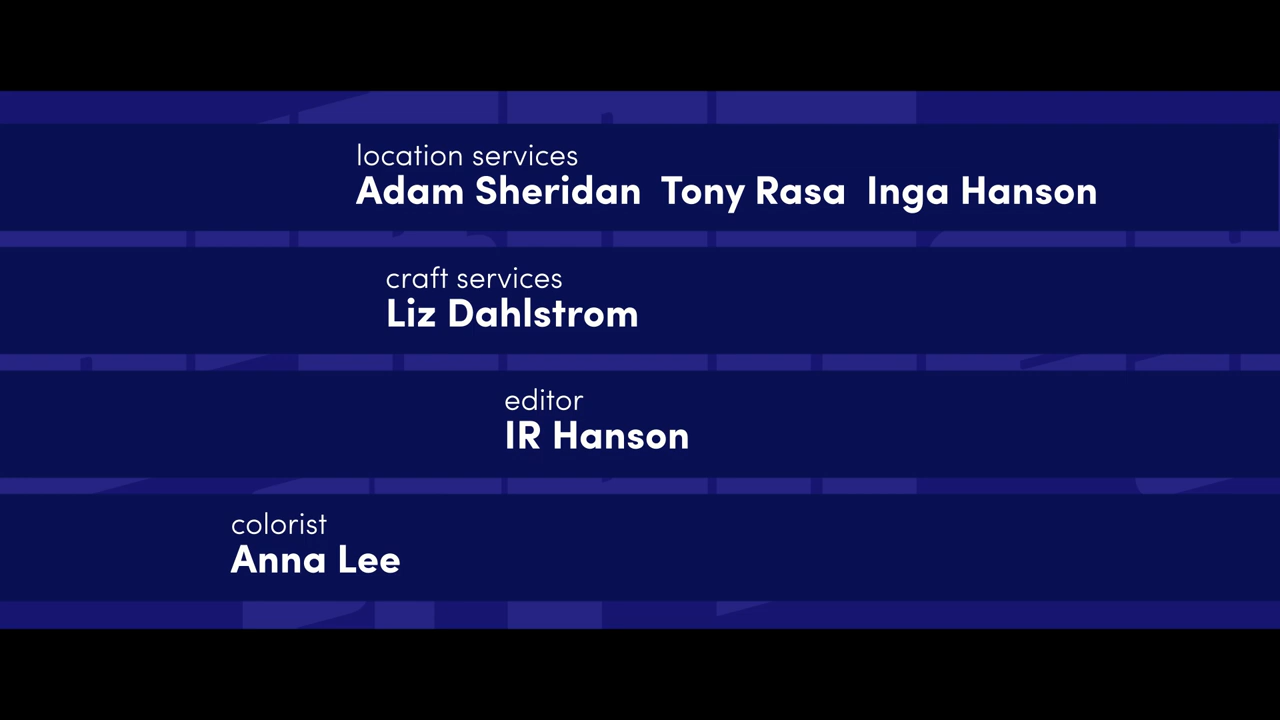 location services
Adam Sheridan Tony Rasa Inga Hanson
craft services
Liz Dahlstrom
editor
IR Hanson
colorist
Anna Lee